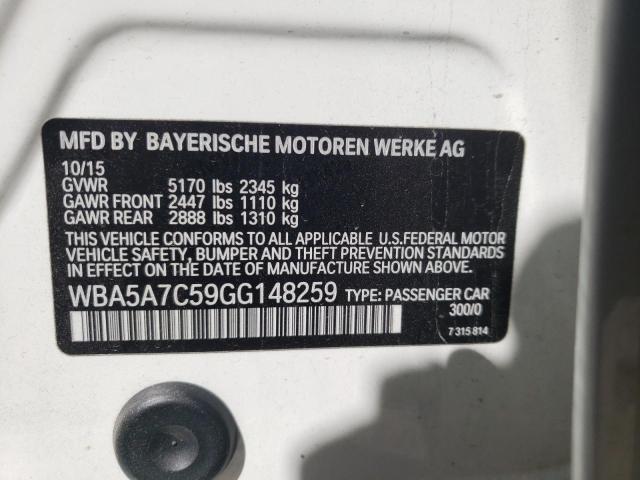 MFD BY BAYERISCHE MOTOREN WERKE AG
10/15
GVWR 5170 lbs 2345 kg
GAWR FRONT 2447 lbs 1110 kg
GAWR REAR 2888 lbs 1310 kg
THIS VEHICLE CONFORMS TO ALL APPLICABLE U.S.FEDERAL MOTOR
VEHICLE SAFETY, BUMPER AND THEFT PREVENTION STANDARDS
IN EFFECT ON THE DATE OF MANUFACTURE SHOWN ABOVE.
WBA5A7C59GG148259 TYPE: PASSENGER CAR
300/0
7 315 814